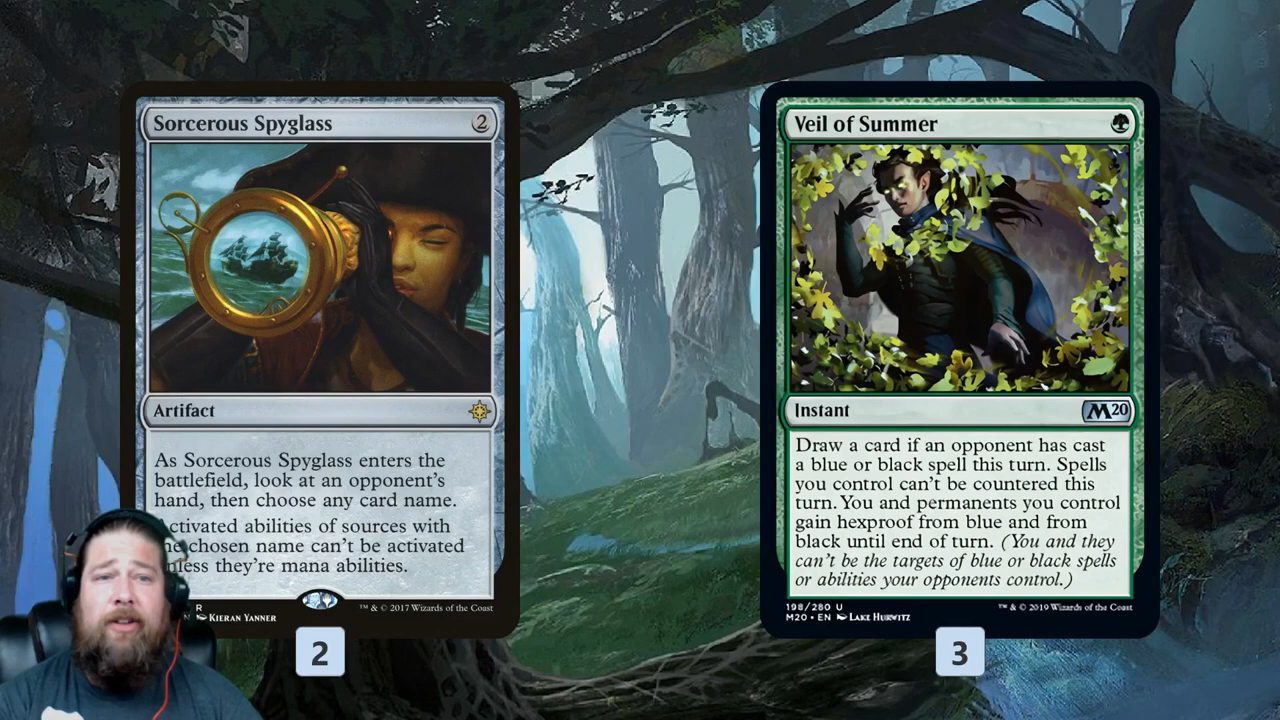 Sorcerous Spyglass
2
Artifact
As Sorcerous Spyglass enters the
battlefield, look at an opponent's
hand, then choose any card name.
Activated abilities of sources with
chosen name can't be activated
they're mana abilities.
R
KIERAN YANNER
™ & © 2017 Wizards of the Coast
2
Veil of Summer
Instant
M20
Draw a card if an opponent has cast
a blue or black spell this turn. Spells
you control can't be countered this
turn. You and permanents you control
gain hexproof from blue and from
black until end of turn. (You and they
can't be the targets of blue or black spells
or abilities your opponents control.)
198/280 U
M20 • EN LAKE HURWITZ
™ & © 2019 Wizards of the Coast
3